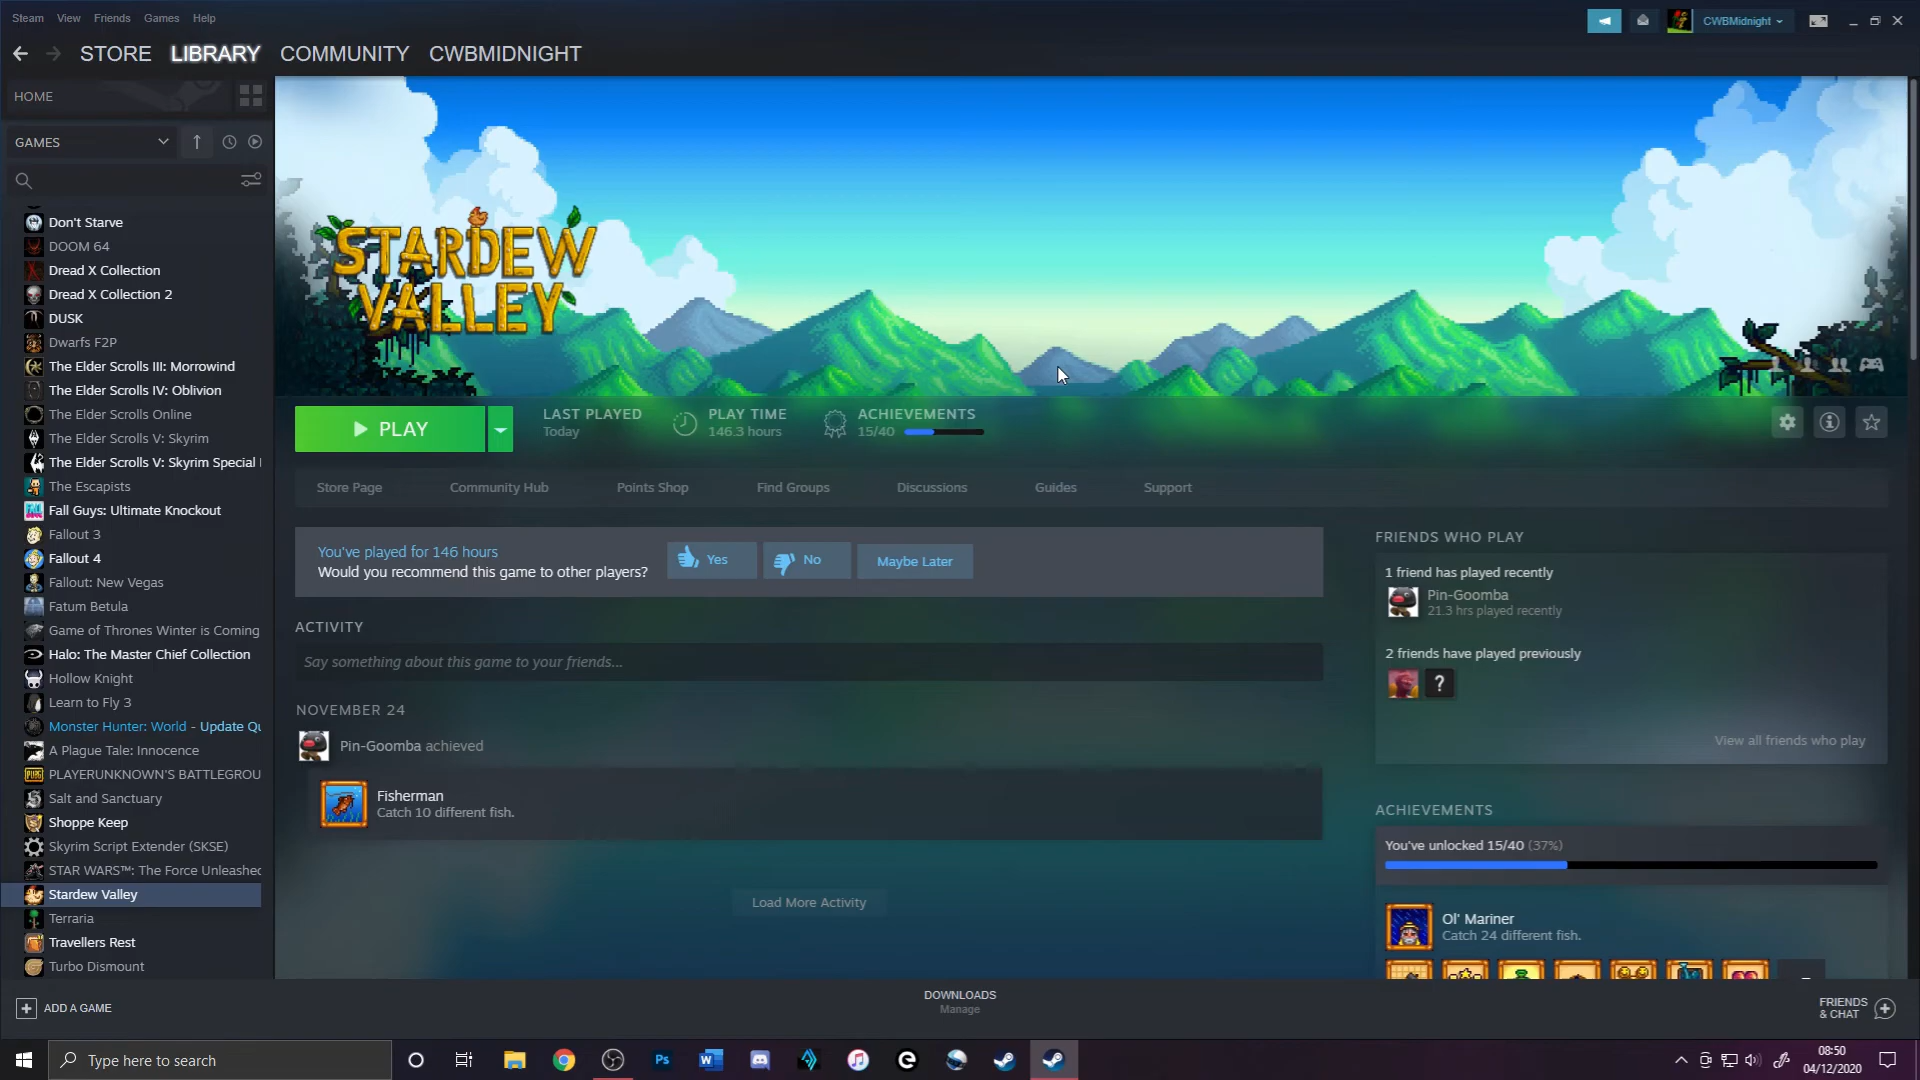 Steam View Friends Games Help
CWBMidnight
STORE LIBRARY COMMUNITY CWBMIDNIGHT
HOME
GAMES
Don't Starve
DOOM 64
Dread X Collection
Dread X Collection 2
DUSK
Dwarfs F2P
The Elder Scrolls III: Morrowind
The Elder Scrolls IV: Oblivion
The Elder Scrolls Online
The Elder Scrolls V: Skyrim
The Elder Scrolls V: Skyrim Special
The Escapists
Fall Guys: Ultimate Knockout
Fallout 3
Fallout 4
Fallout: New Vegas
Fatum Betula
Game of Thrones Winter is Coming
Halo: The Master Chief Collection
Hollow Knight
Learn to Fly 3
Monster Hunter: World - Update Qu
A Plague Tale: Innocence
PLAYERUNKNOWN'S BATTLEGROU
Salt and Sanctuary
Shoppe Keep
Skyrim Script Extender (SKSE)
STAR WARS™: The Force Unleashed
Stardew Valley
Terraria
Travellers Rest
Turbo Dismount
ADD A GAME
STARDEW
VALLEY
PLAY
LAST PLAYED
Today
PLAY TIME
146.3 hours
ACHIEVEMENTS
15/40
Store Page Community Hub Points Shop Find Groups Discussions Guides Support
You've played for 146 hours
Would you recommend this game to other players?
Yes
No
Maybe Later
ACTIVITY
Say something about this game to your friends...
NOVEMBER 24
Pin-Goomba achieved
Fisherman
Catch 10 different fish.
Load More Activity
FRIENDS WHO PLAY
1 friend has played recently
Pin-Goomba
21.3 hrs played recently
2 friends have played previously
?
View all friends who play
ACHIEVEMENTS
You've unlocked 15/40 (37%)
Ol' Mariner
Catch 24 different fish.
DOWNLOADS
Manage
FRIENDS
& CHAT
Type here to search
Ps
08:50
04/12/2020